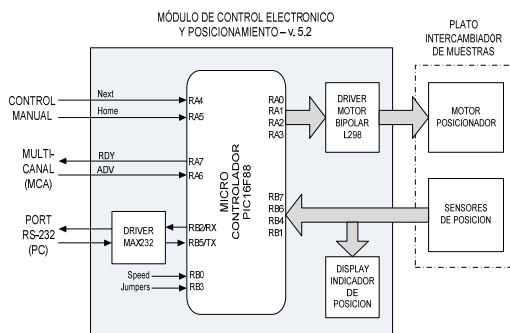 MÓDULO DE CONTROL ELECTRONICO
Y POSICIONAMIENTO – v. 5.2
PLATO
INTERCAMBIADOR
DE MUESTRAS
CONTROL
MANUAL
Next
Home
MULTI-
CANAL
(MCA)
RDY
ADV
PORT
RS-232
(PC)
DRIVER
MAX232
Speed
Jumpers
RA4
RA5
RA7
RA6
RB2/RX
RB5/TX
RB0
RB3
MICRO
CONTROLADOR
PIC16F88
RA0
RA1
RA2
RA3
RB7
RB6
RB4
RB1
DRIVER
MOTOR
BIPOLAR
L298
MOTOR
POSICIONADOR
SENSORES
DE POSICION
DISPLAY
INDICADOR
DE
POSICION